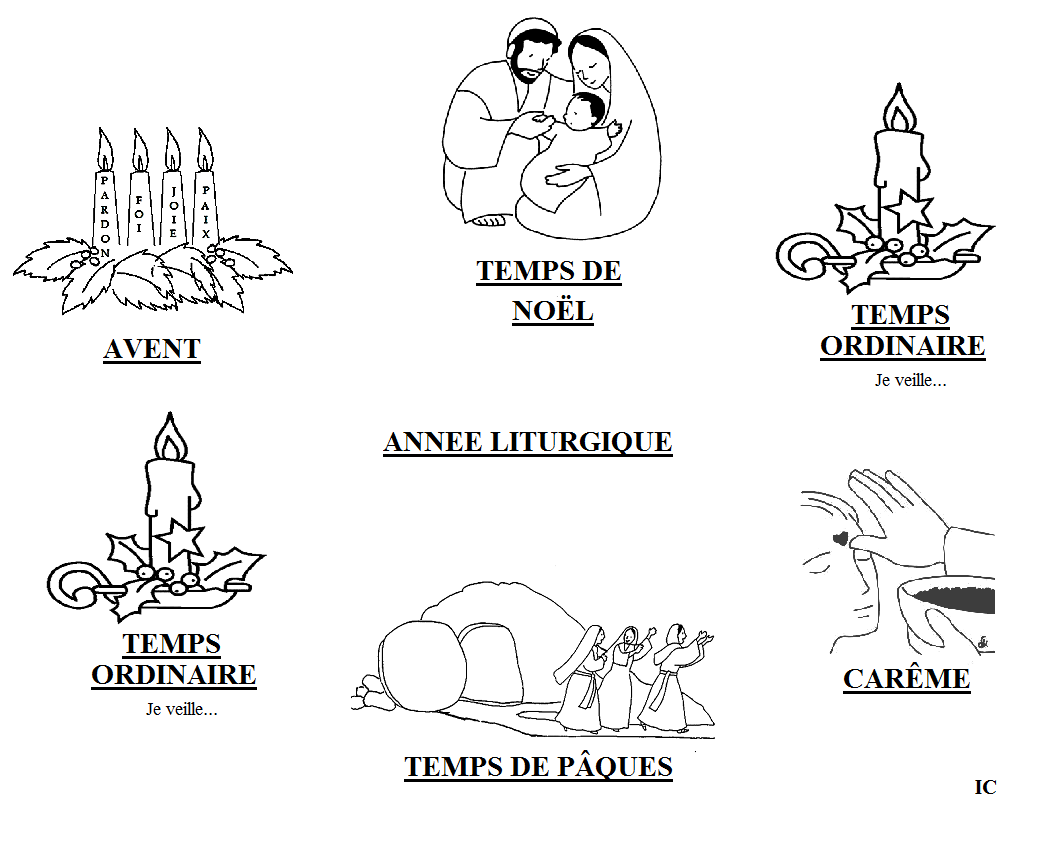 PARDON
FOI
JOIE
PAIX
AVENT
TEMPS DE
NOËL
TEMPS
ORDINAIRE
Je veille...
ANNEE LITURGIQUE
TEMPS
ORDINAIRE
Je veille...
TEMPS DE PÂQUES
CARÊME
IC